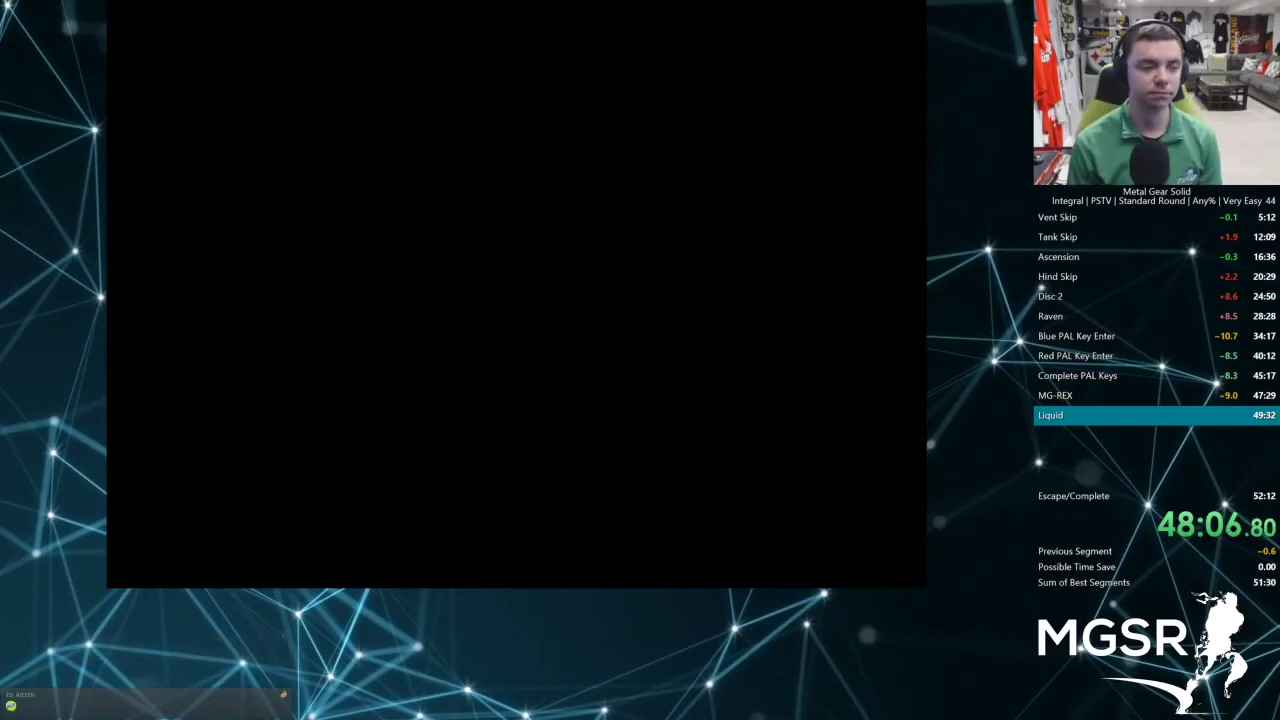 Metal Gear Solid
Integral | PSTV | Standard Round | Any% | Very Easy 44
Vent Skip −0.1 5:12
Tank Skip +1.9 12:09
Ascension −0.3 16:36
Hind Skip +2.2 20:29
Disc 2 +8.6 24:50
Raven +8.5 28:28
Blue PAL Key Enter −10.7 34:17
Red PAL Key Enter −8.5 40:12
Complete PAL Keys −8.3 45:17
MG-REX −9.0 47:29
Liquid 49:32
Escape/Complete 52:12
48:06.80
Previous Segment −0.6
Possible Time Save 0.00
Sum of Best Segments 51:30
MGSR